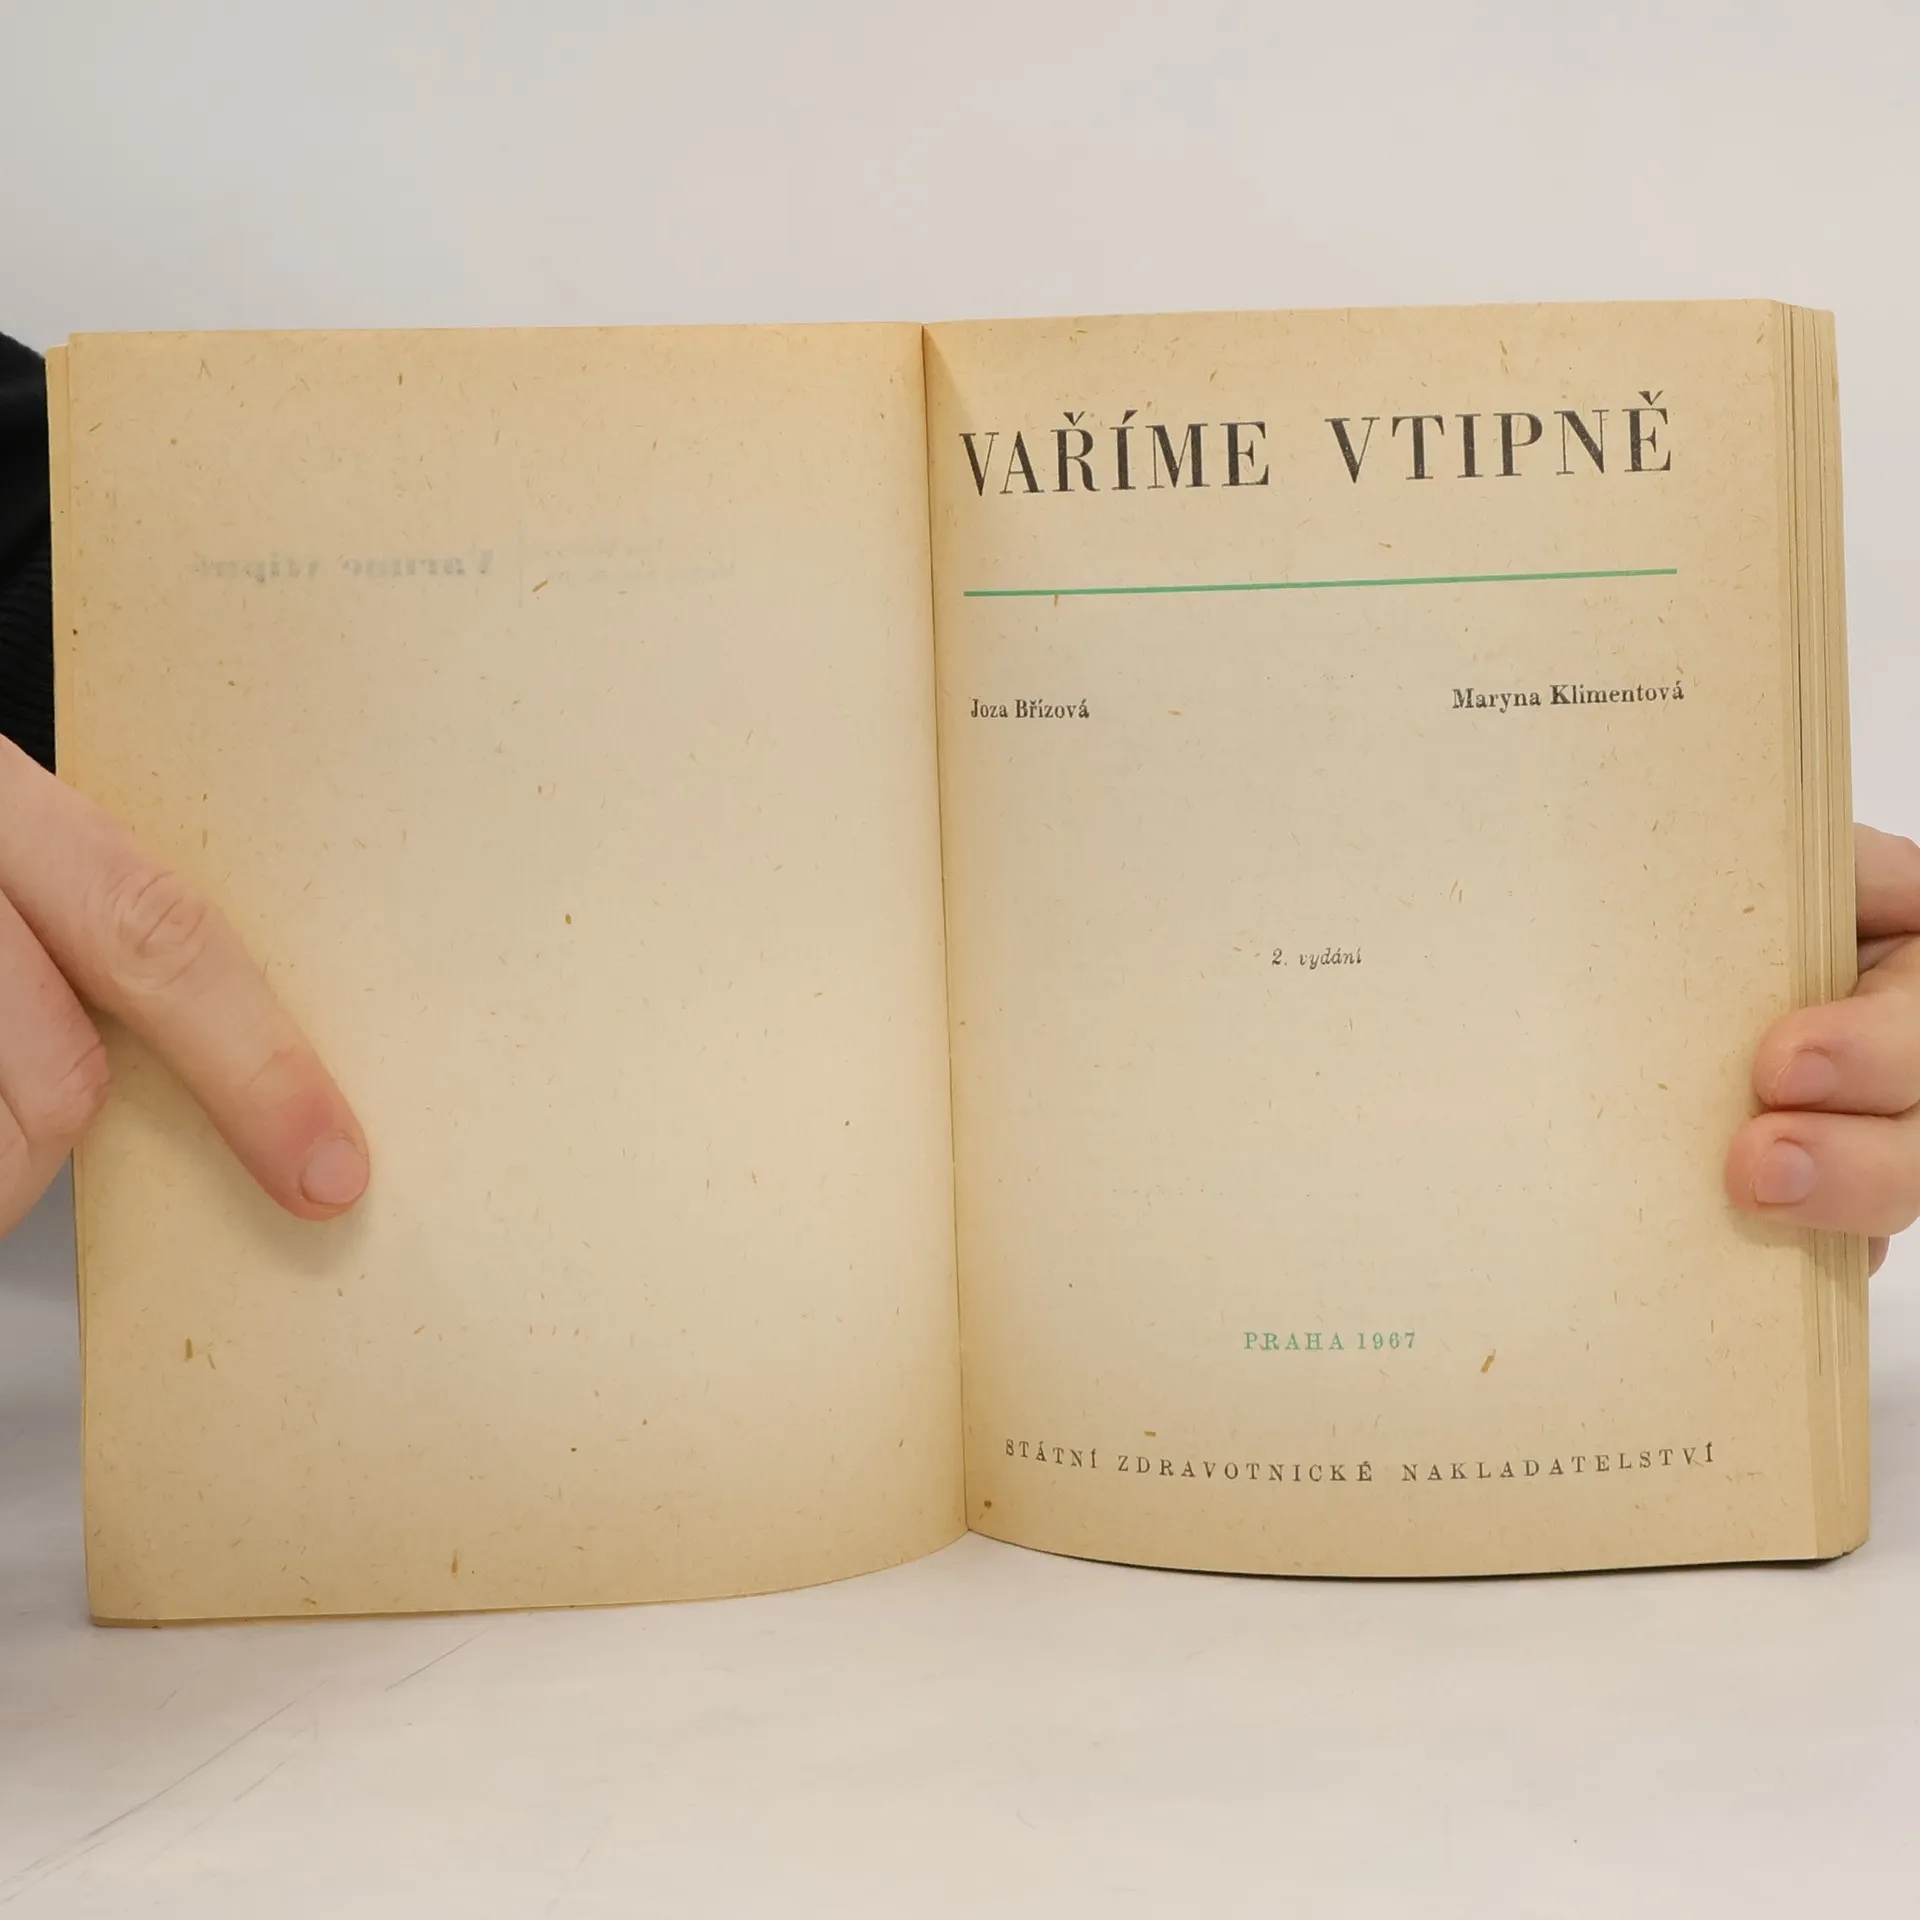 VAŘÍME VTIPNĚ
Joza Břízová
Maryna Klimentová
2. vydání
PRAHA 1967
STÁTNÍ ZDRAVOTNICKÉ NAKLADATELSTVÍ